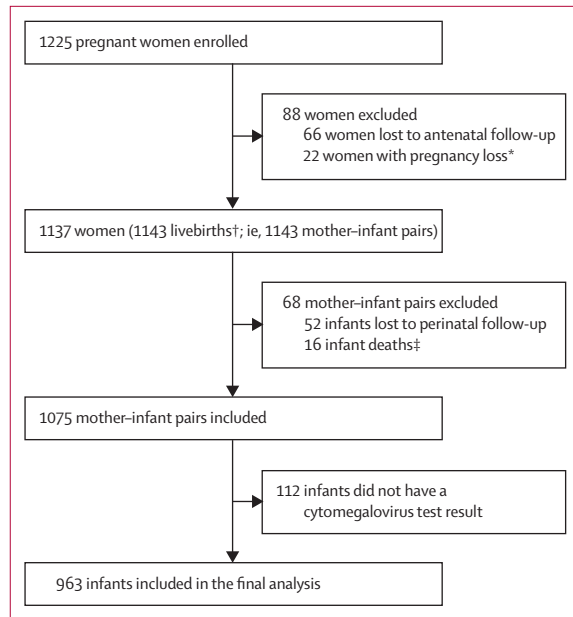 1225 pregnant women enrolled
88 women excluded
66 women lost to antenatal follow-up
22 women with pregnancy loss*
1137 women (1143 livebirths†; ie, 1143 mother–infant pairs)
68 mother–infant pairs excluded
52 infants lost to perinatal follow-up
16 infant deaths‡
1075 mother–infant pairs included
112 infants did not have a
cytomegalovirus test result
963 infants included in the final analysis